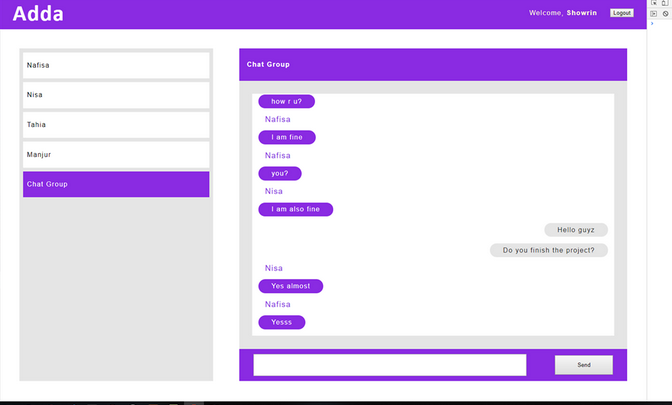 Adda
Welcome, Showrin
Logout
Nafisa
Nisa
Tahia
Manjur
Chat Group
Chat Group
how r u?
Nafisa
I am fine
Nafisa
you?
Nisa
I am also fine
Hello guyz
Do you finish the project?
Nisa
Yes almost
Nafisa
Yesss
Send